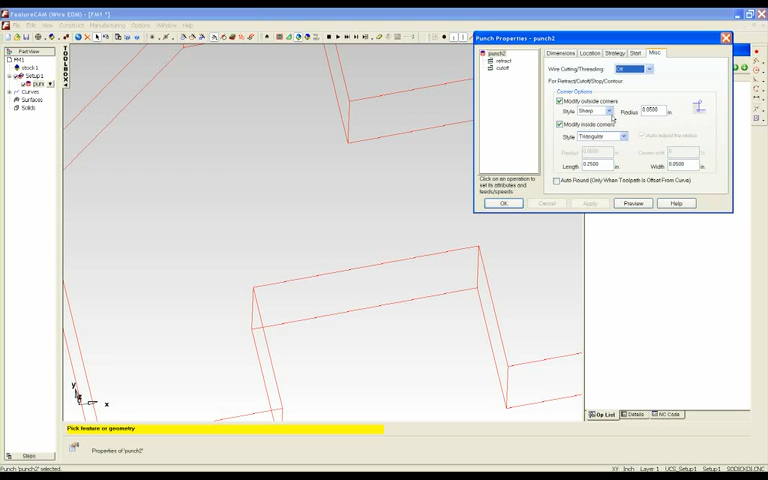 FeatureCAM (Wire EDM) - [FM1 *]
File Edit View Construct Manufacturing Options Window Help
Part View
FM1
stock1
Setup1
pun
Curves
Surfaces
Solids
TOOLBOX
Punch Properties - punch2
punch2
retract
cutoff
Click on an operation to
set its attributes and
feeds/speeds
Dimensions Location Strategy Start Misc
Wire Cutting/Threading: Off
For Retract/Cutoff/Stop/Contour:
Corner Options
Modify outside corners
Style Sharp Radius 0.0500 in.
Modify inside corners
Style Triangular Auto adjust the radius
Length 0.2500 in. Width 0.0500 in.
Auto Round (Only When Toolpath Is Offset From Curve)
OK Cancel Apply Preview Help
y
x
Op List Details NC Code
Pick feature or geometry
Properties of 'punch2'
Steps
Punch 'punch2' selected.
XY Inch Layer 1 UCS_Setup1 Setup1 SODICKDI.CNC